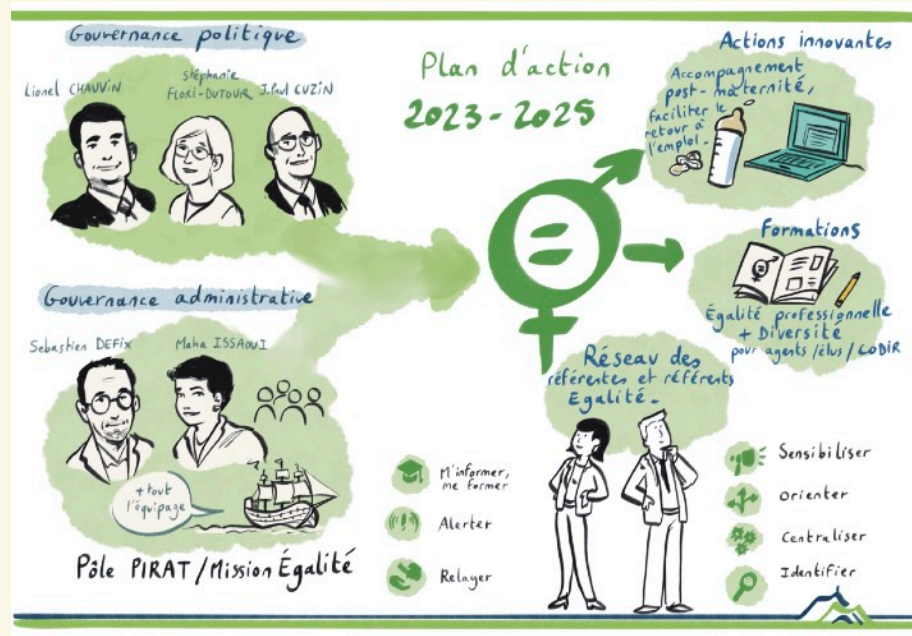 Gouvernance politique
Lionel CHAUVIN
Stéphanie
FLORI-DUTOUR
J.Paul CUZIN
Plan d'action
2023-2025
Actions innovantes
Accompagnement
post-maternité,
faciliter le
retour à
l'emploi.
Formations
Égalité professionnelle
+ Diversité
pour agents/élus/CoDIR
Gouvernance administrative
Sebastien DEFix
Maha ISSAOUI
+ tout
l'équipage
Pôle PIRAT/Mission Égalité
Réseau des
référentes et référents
Egalité.
M'informer,
me former
Alerter
Relayer
Sensibiliser
Orienter
Centraliser
Identifier